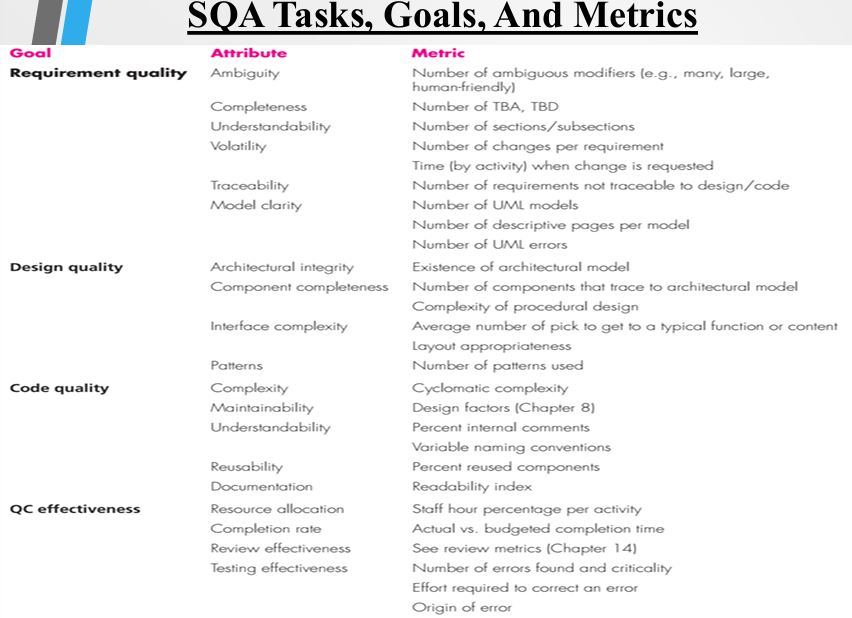 SQA Tasks, Goals, And Metrics
Goal Attribute Metric
Requirement quality Ambiguity Number of ambiguous modifiers (e.g., many, large,
human-friendly)
Completeness Number of TBA, TBD
Understandability Number of sections/subsections
Volatility Number of changes per requirement
Time (by activity) when change is requested
Traceability Number of requirements not traceable to design/code
Model clarity Number of UML models
Number of descriptive pages per model
Number of UML errors
Design quality Architectural integrity Existence of architectural model
Component completeness Number of components that trace to architectural model
Complexity of procedural design
Interface complexity Average number of pick to get to a typical function or content
Layout appropriateness
Patterns Number of patterns used
Code quality Complexity Cyclomatic complexity
Maintainability Design factors (Chapter 8)
Understandability Percent internal comments
Variable naming conventions
Reusability Percent reused components
Documentation Readability index
QC effectiveness Resource allocation Staff hour percentage per activity
Completion rate Actual vs. budgeted completion time
Review effectiveness See review metrics (Chapter 14)
Testing effectiveness Number of errors found and criticality
Effort required to correct an error
Origin of error